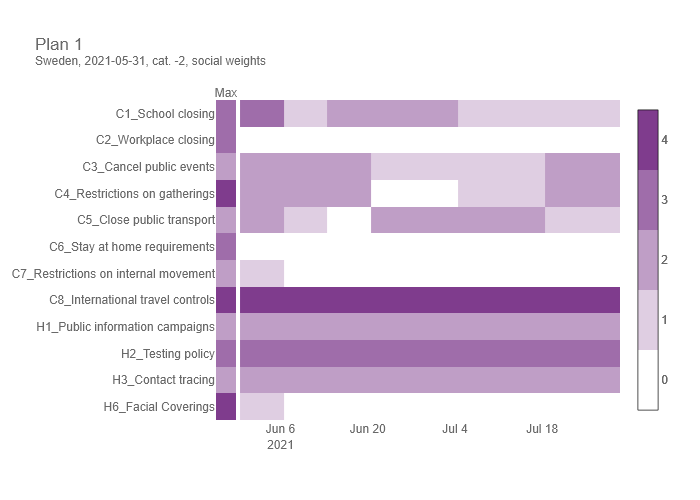 Plan 1
Sweden, 2021-05-31, cat. -2, social weights
Max
C1_School closing
C2_Workplace closing
C3_Cancel public events
C4_Restrictions on gatherings
C5_Close public transport
C6_Stay at home requirements
C7_Restrictions on internal movement
C8_International travel controls
H1_Public information campaigns
H2_Testing policy
H3_Contact tracing
H6_Facial Coverings
Jun 6
2021
Jun 20
Jul 4
Jul 18
4
3
2
1
0